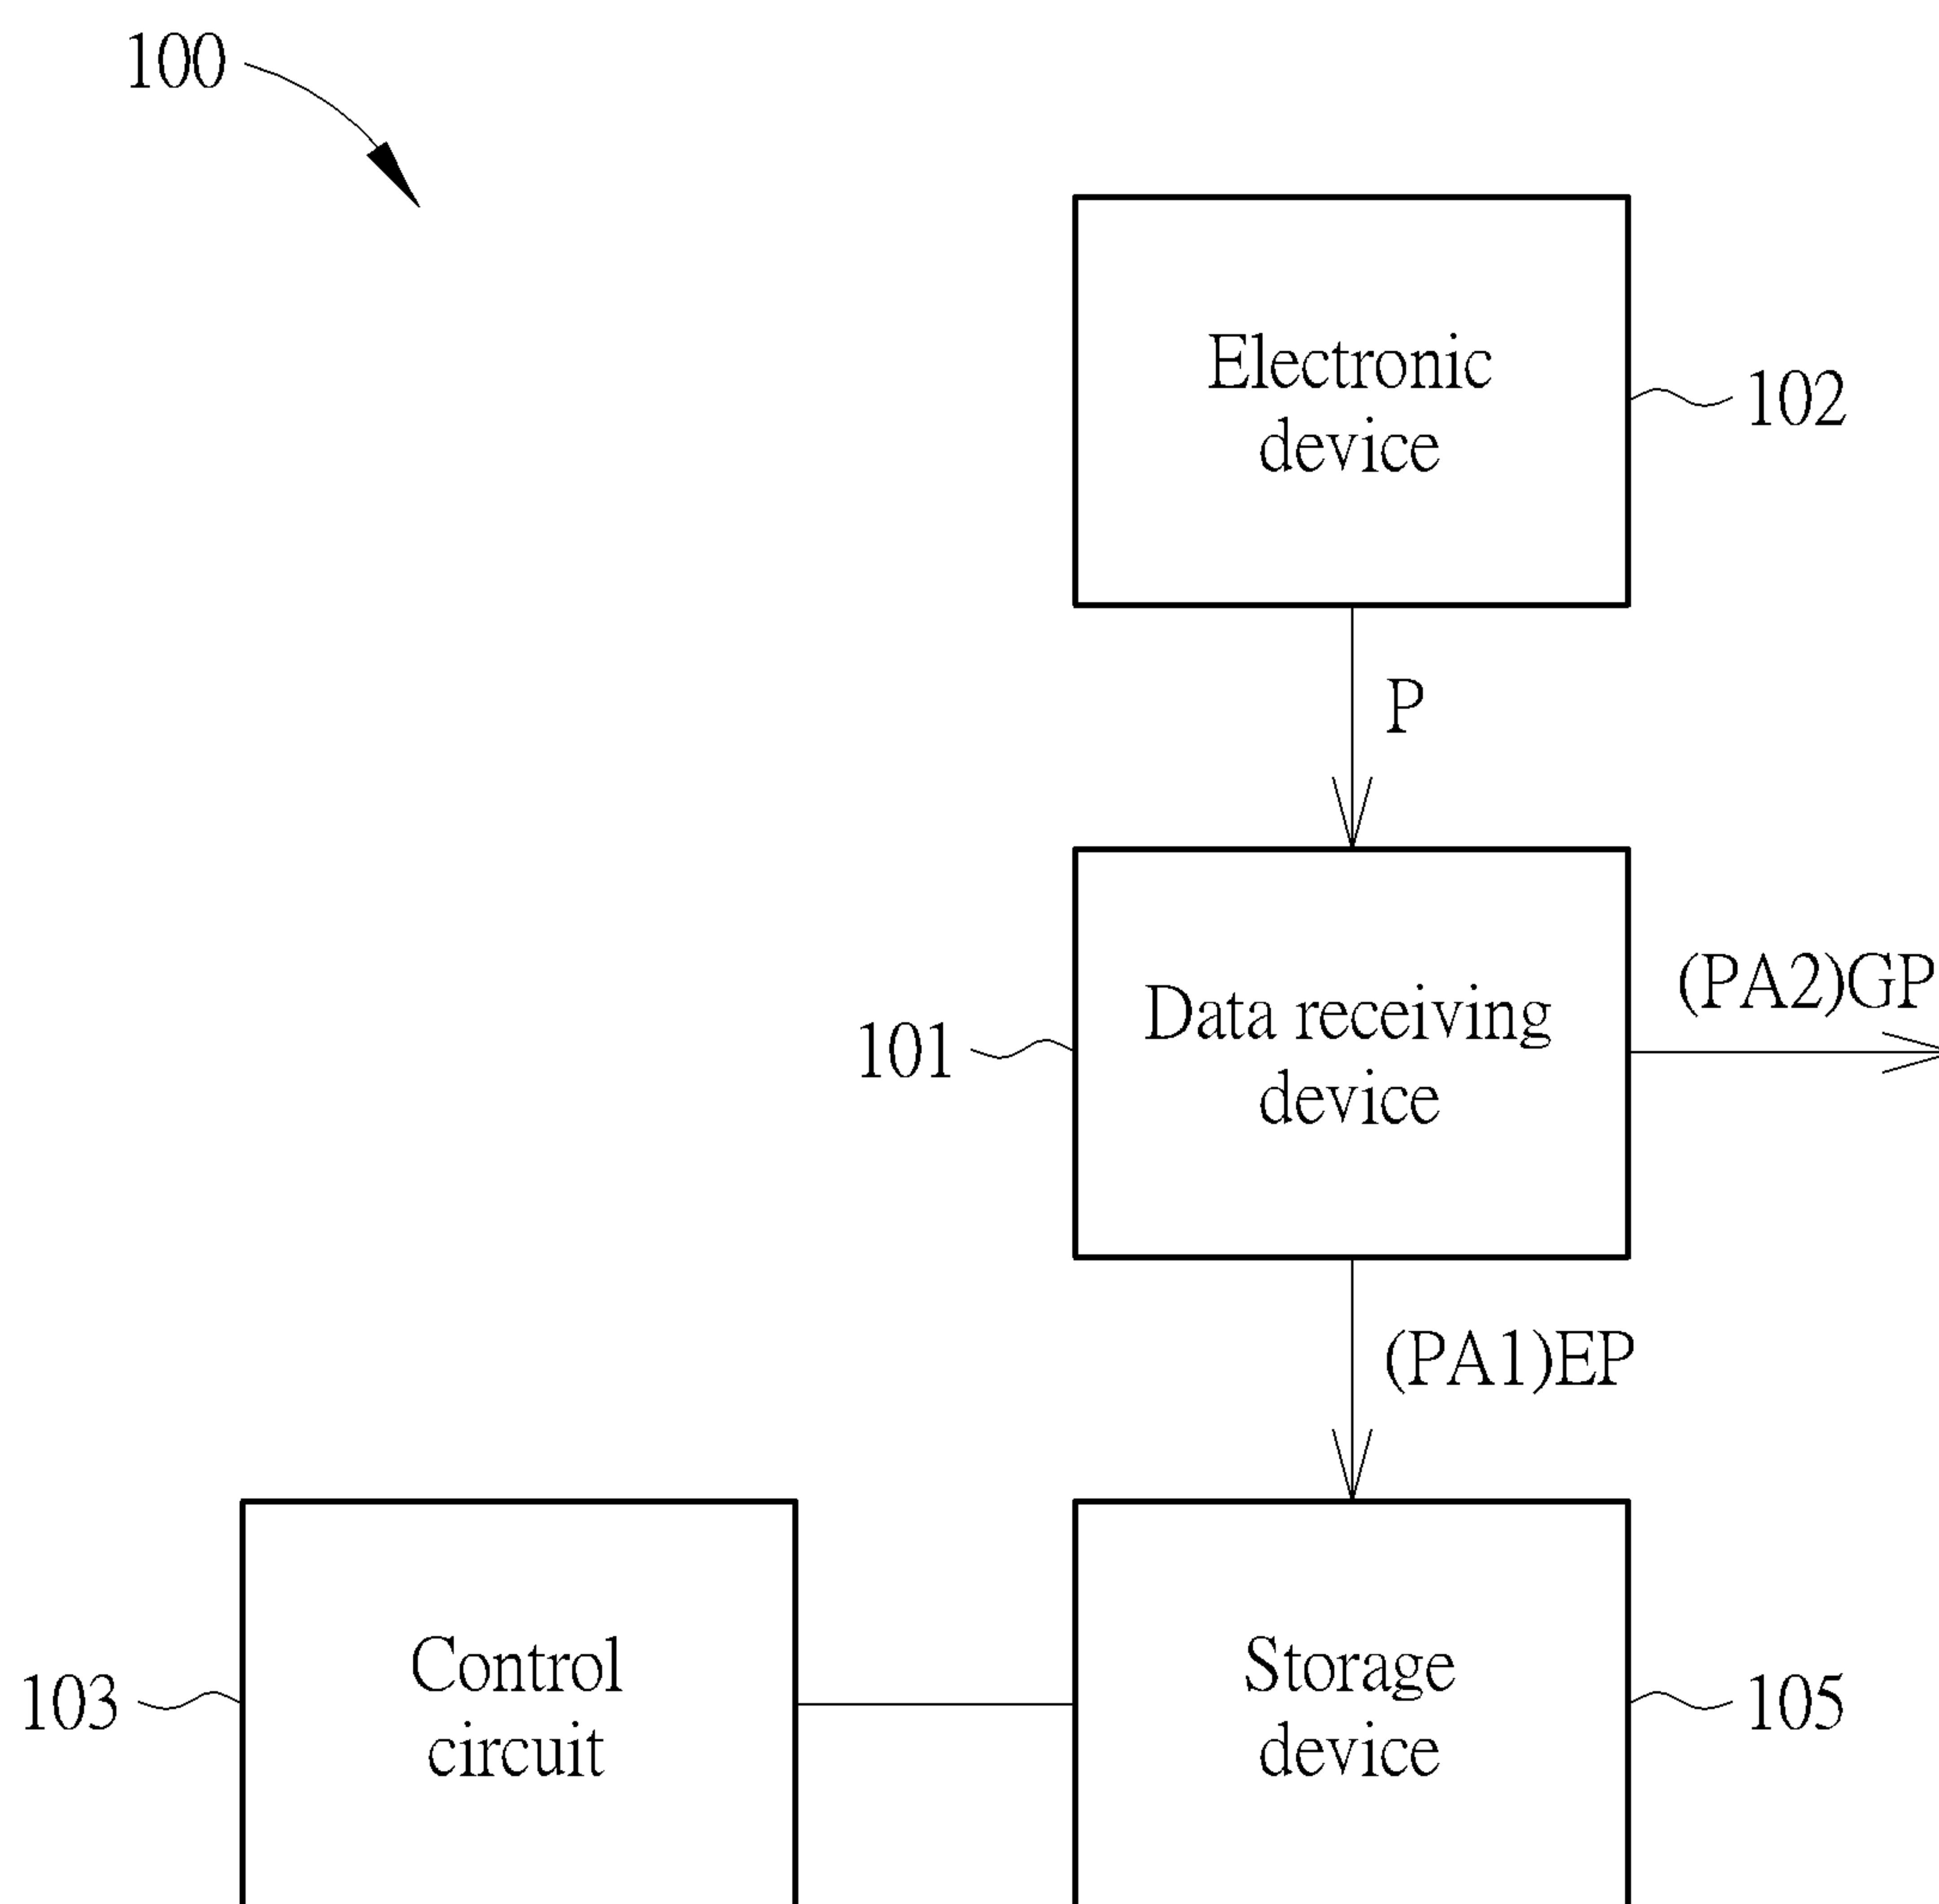 100
Electronic
device
102
P
Data receiving
device
101
(PA2)GP
(PA1)EP
Control
circuit
103
Storage
device
105